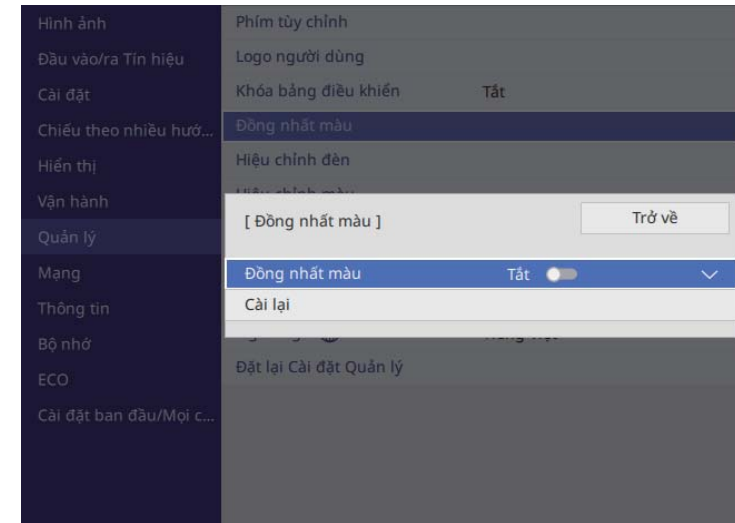 Hình ảnh
Đầu vào/ra Tín hiệu
Cài đặt
Chiếu theo nhiều hướ...
Hiển thị
Vận hành
Quản lý
Mạng
Thông tin
Bộ nhớ
ECO
Cài đặt ban đầu/Mọi c...
Phím tùy chỉnh
Logo người dùng
Khóa bảng điều khiển Tắt
Đồng nhất màu
Hiệu chỉnh đèn
Hiệu chỉnh màu
[ Đồng nhất màu ] Trở về
Đồng nhất màu Tắt
Cài lại
Đặt lại Cài đặt Quản lý